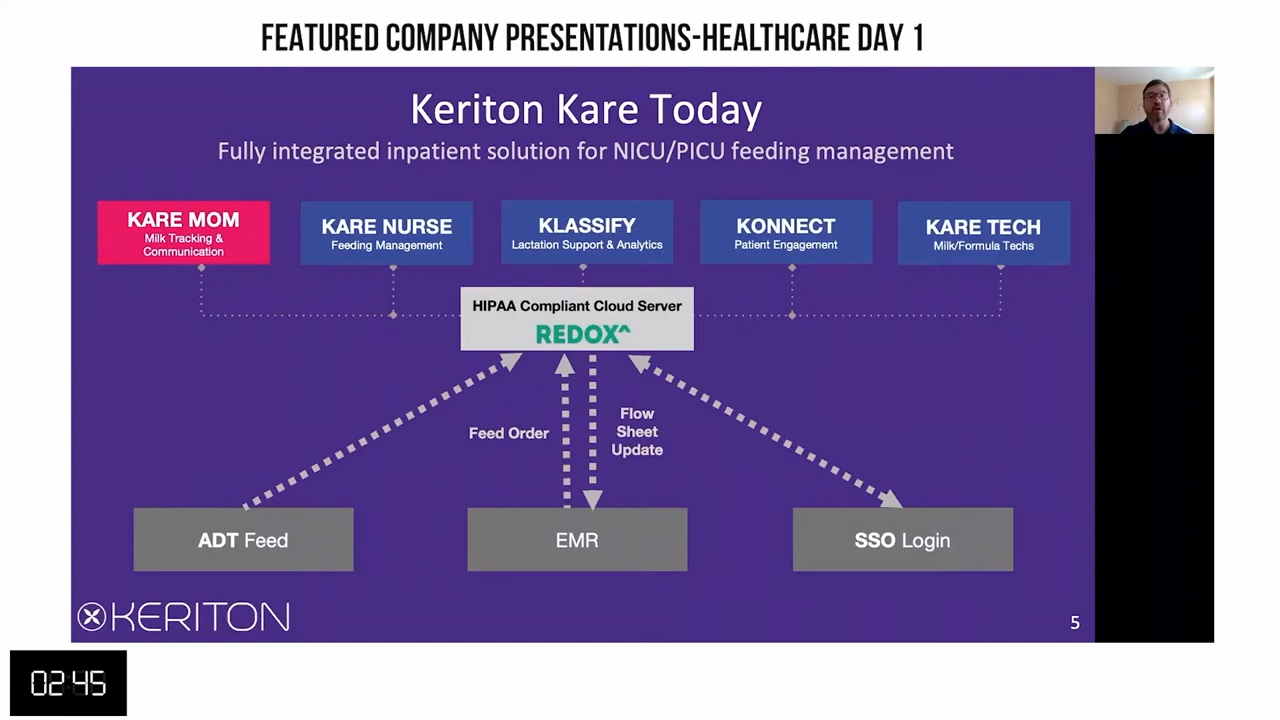 FEATURED COMPANY PRESENTATIONS-HEALTHCARE DAY 1
Keriton Kare Today
Fully integrated inpatient solution for NICU/PICU feeding management
KARE MOM
Milk Tracking &
Communication
KARE NURSE
Feeding Management
KLASSIFY
Lactation Support & Analytics
KONNECT
Patient Engagement
KARE TECH
Milk/Formula Techs
HIPAA Compliant Cloud Server
REDOX^
Feed Order
Flow
Sheet
Update
ADT Feed
EMR
SSO Login
KERITON
5
02:45